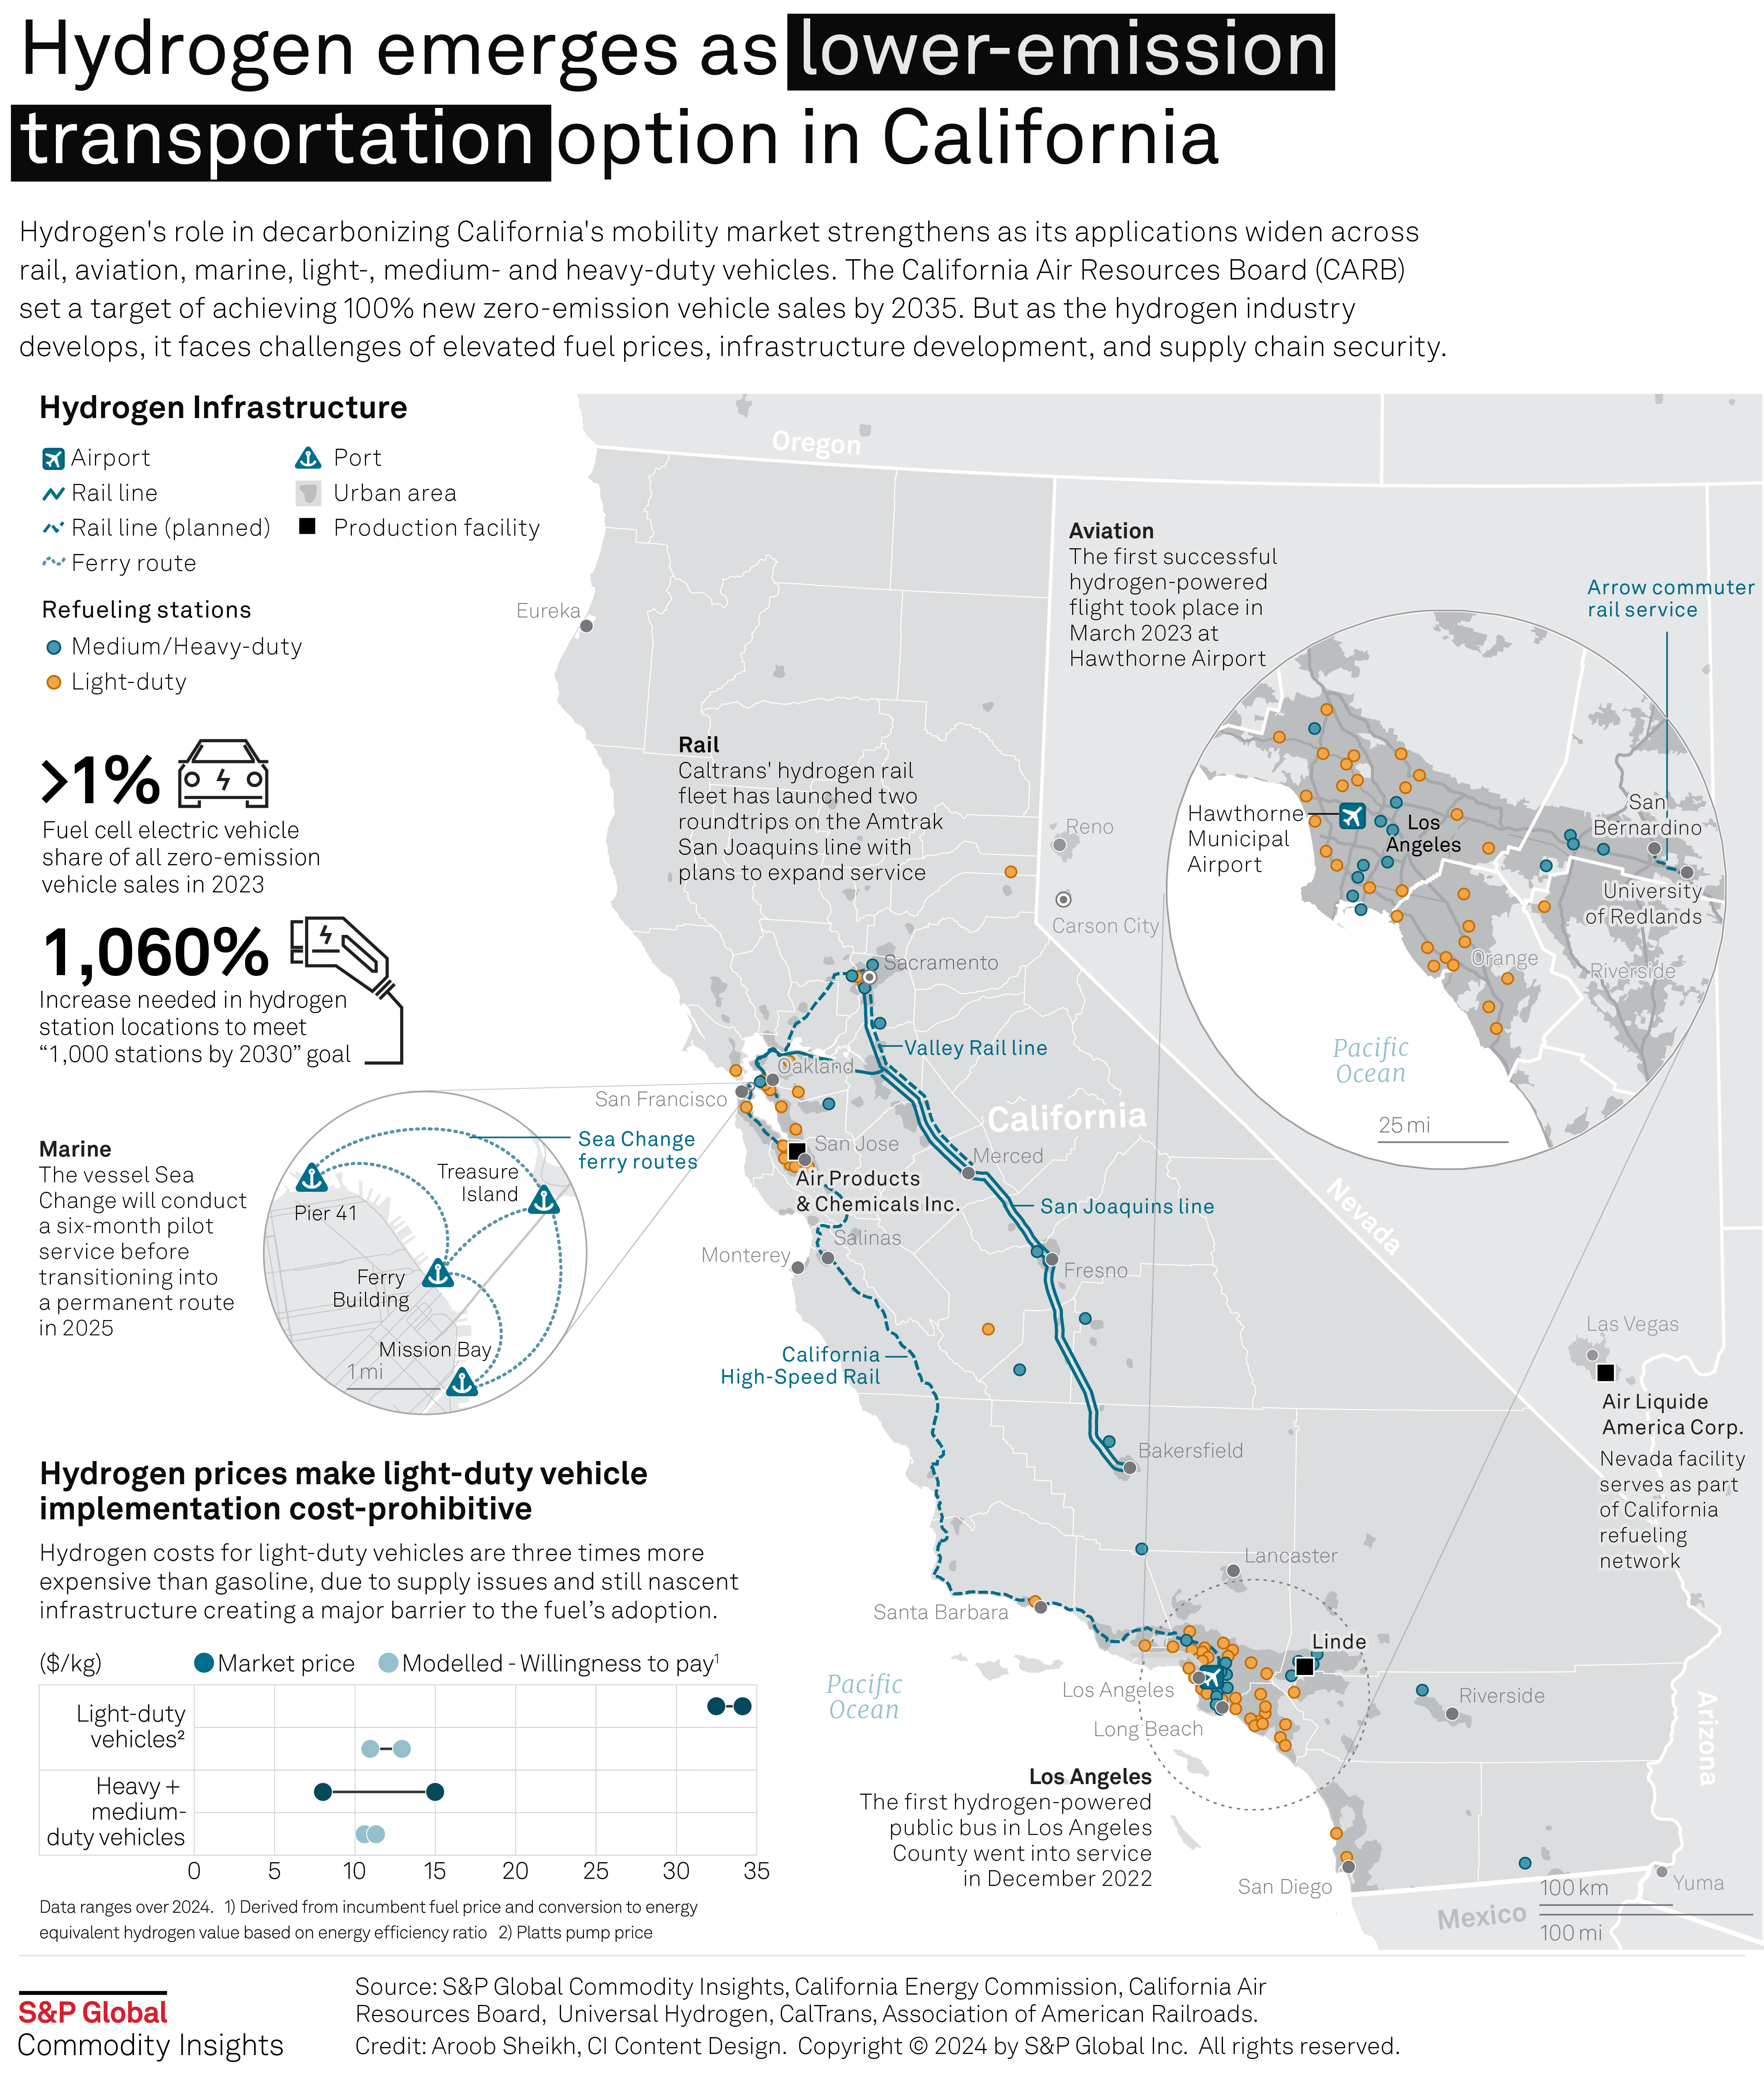 Hydrogen emerges as lower-emission
transportation option in California
Hydrogen's role in decarbonizing California's mobility market strengthens as its applications widen across
rail, aviation, marine, light-, medium- and heavy-duty vehicles. The California Air Resources Board (CARB)
set a target of achieving 100% new zero-emission vehicle sales by 2035. But as the hydrogen industry
develops, it faces challenges of elevated fuel prices, infrastructure development, and supply chain security.
Hydrogen Infrastructure
Airport
Port
Rail line
Urban area
Rail line (planned)
Production facility
Ferry route
Refueling stations
Medium/Heavy-duty
Light-duty
>1%
Fuel cell electric vehicle
share of all zero-emission
vehicle sales in 2023
1,060%
Increase needed in hydrogen
station locations to meet
“1,000 stations by 2030” goal
Marine
The vessel Sea
Change will conduct
a six-month pilot
service before
transitioning into
a permanent route
in 2025
Sea Change
ferry routes
Treasure
Island
Pier 41
Ferry
Building
Mission Bay
1 mi
Oregon
Eureka
Rail
Caltrans' hydrogen rail
fleet has launched two
roundtrips on the Amtrak
San Joaquins line with
plans to expand service
Aviation
The first successful
hydrogen-powered
flight took place in
March 2023 at
Hawthorne Airport
Arrow commuter
rail service
Hawthorne
Municipal
Airport
Los
Angeles
San
Bernardino
University
of Redlands
Orange
Riverside
Pacific
Ocean
25 mi
Reno
Carson City
Sacramento
Valley Rail line
Oakland
San Francisco
California
San Jose
Air Products
& Chemicals Inc.
Merced
San Joaquins line
Nevada
Salinas
Monterey
Fresno
California
High-Speed Rail
Las Vegas
Air Liquide
America Corp.
Nevada facility
serves as part
of California
refueling
network
Bakersfield
Lancaster
Santa Barbara
Linde
Pacific
Ocean
Los Angeles
Long Beach
Riverside
Arizona
Los Angeles
The first hydrogen-powered
public bus in Los Angeles
County went into service
in December 2022
San Diego
Yuma
Mexico
100 km
100 mi
Hydrogen prices make light-duty vehicle
implementation cost-prohibitive
Hydrogen costs for light-duty vehicles are three times more
expensive than gasoline, due to supply issues and still nascent
infrastructure creating a major barrier to the fuel’s adoption.
($/kg)
Market price
Modelled - Willingness to pay¹
Light-duty
vehicles²
Heavy +
medium-
duty vehicles
0 5 10 15 20 25 30 35
Data ranges over 2024. 1) Derived from incumbent fuel price and conversion to energy
equivalent hydrogen value based on energy efficiency ratio 2) Platts pump price
S&P Global
Commodity Insights
Source: S&P Global Commodity Insights, California Energy Commission, California Air
Resources Board, Universal Hydrogen, CalTrans, Association of American Railroads.
Credit: Aroob Sheikh, CI Content Design. Copyright © 2024 by S&P Global Inc. All rights reserved.